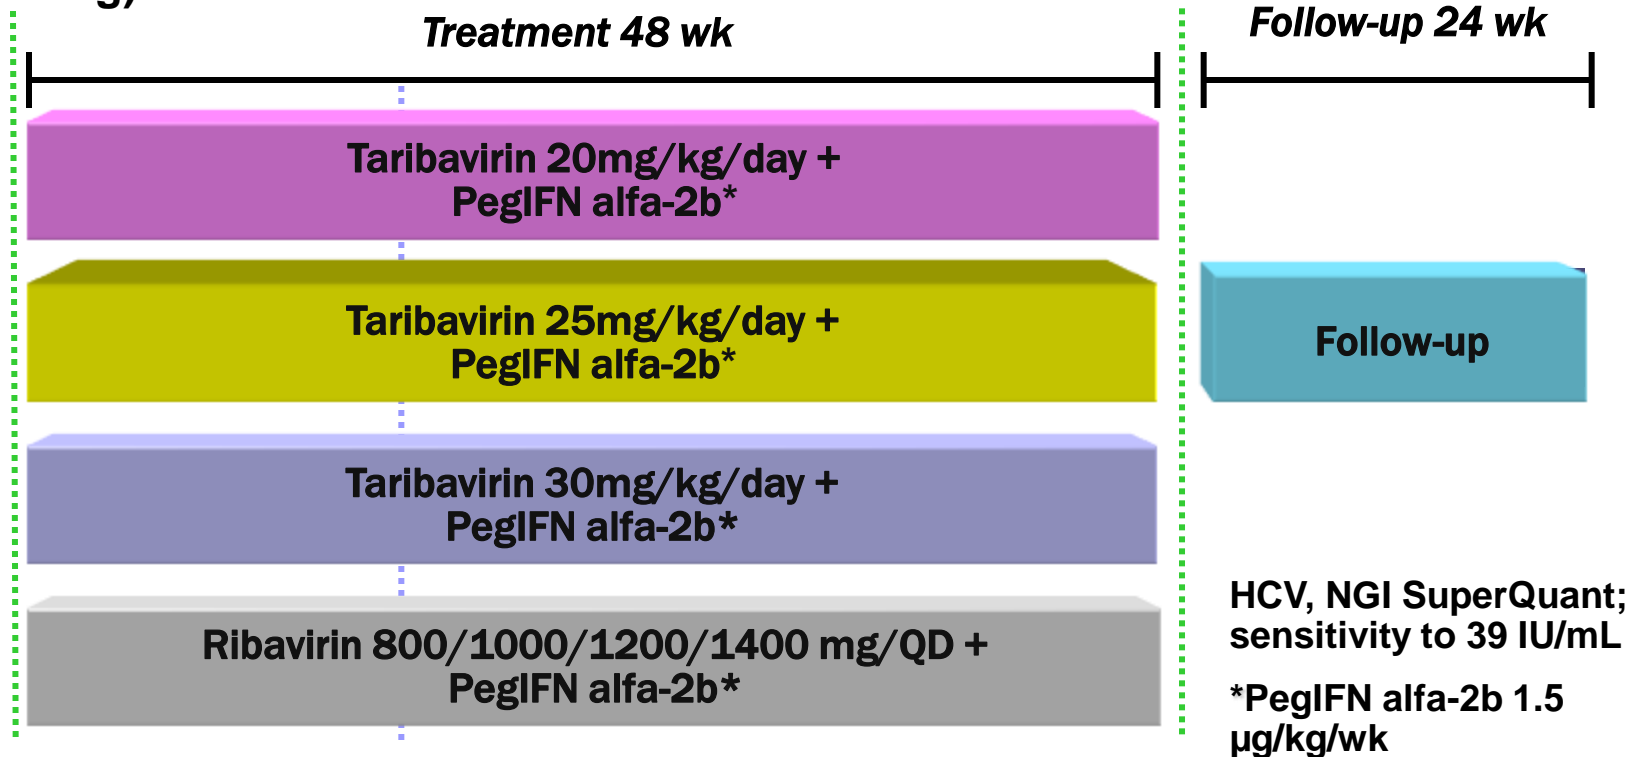 g)
Treatment 48 wk
Follow-up 24 wk
Taribavirin 20mg/kg/day +
PegIFN alfa-2b*
Taribavirin 25mg/kg/day +
PegIFN alfa-2b*
Follow-up
Taribavirin 30mg/kg/day +
PegIFN alfa-2b*
Ribavirin 800/1000/1200/1400 mg/QD +
PegIFN alfa-2b*
HCV, NGI SuperQuant;
sensitivity to 39 IU/mL
*PegIFN alfa-2b 1.5
µg/kg/wk